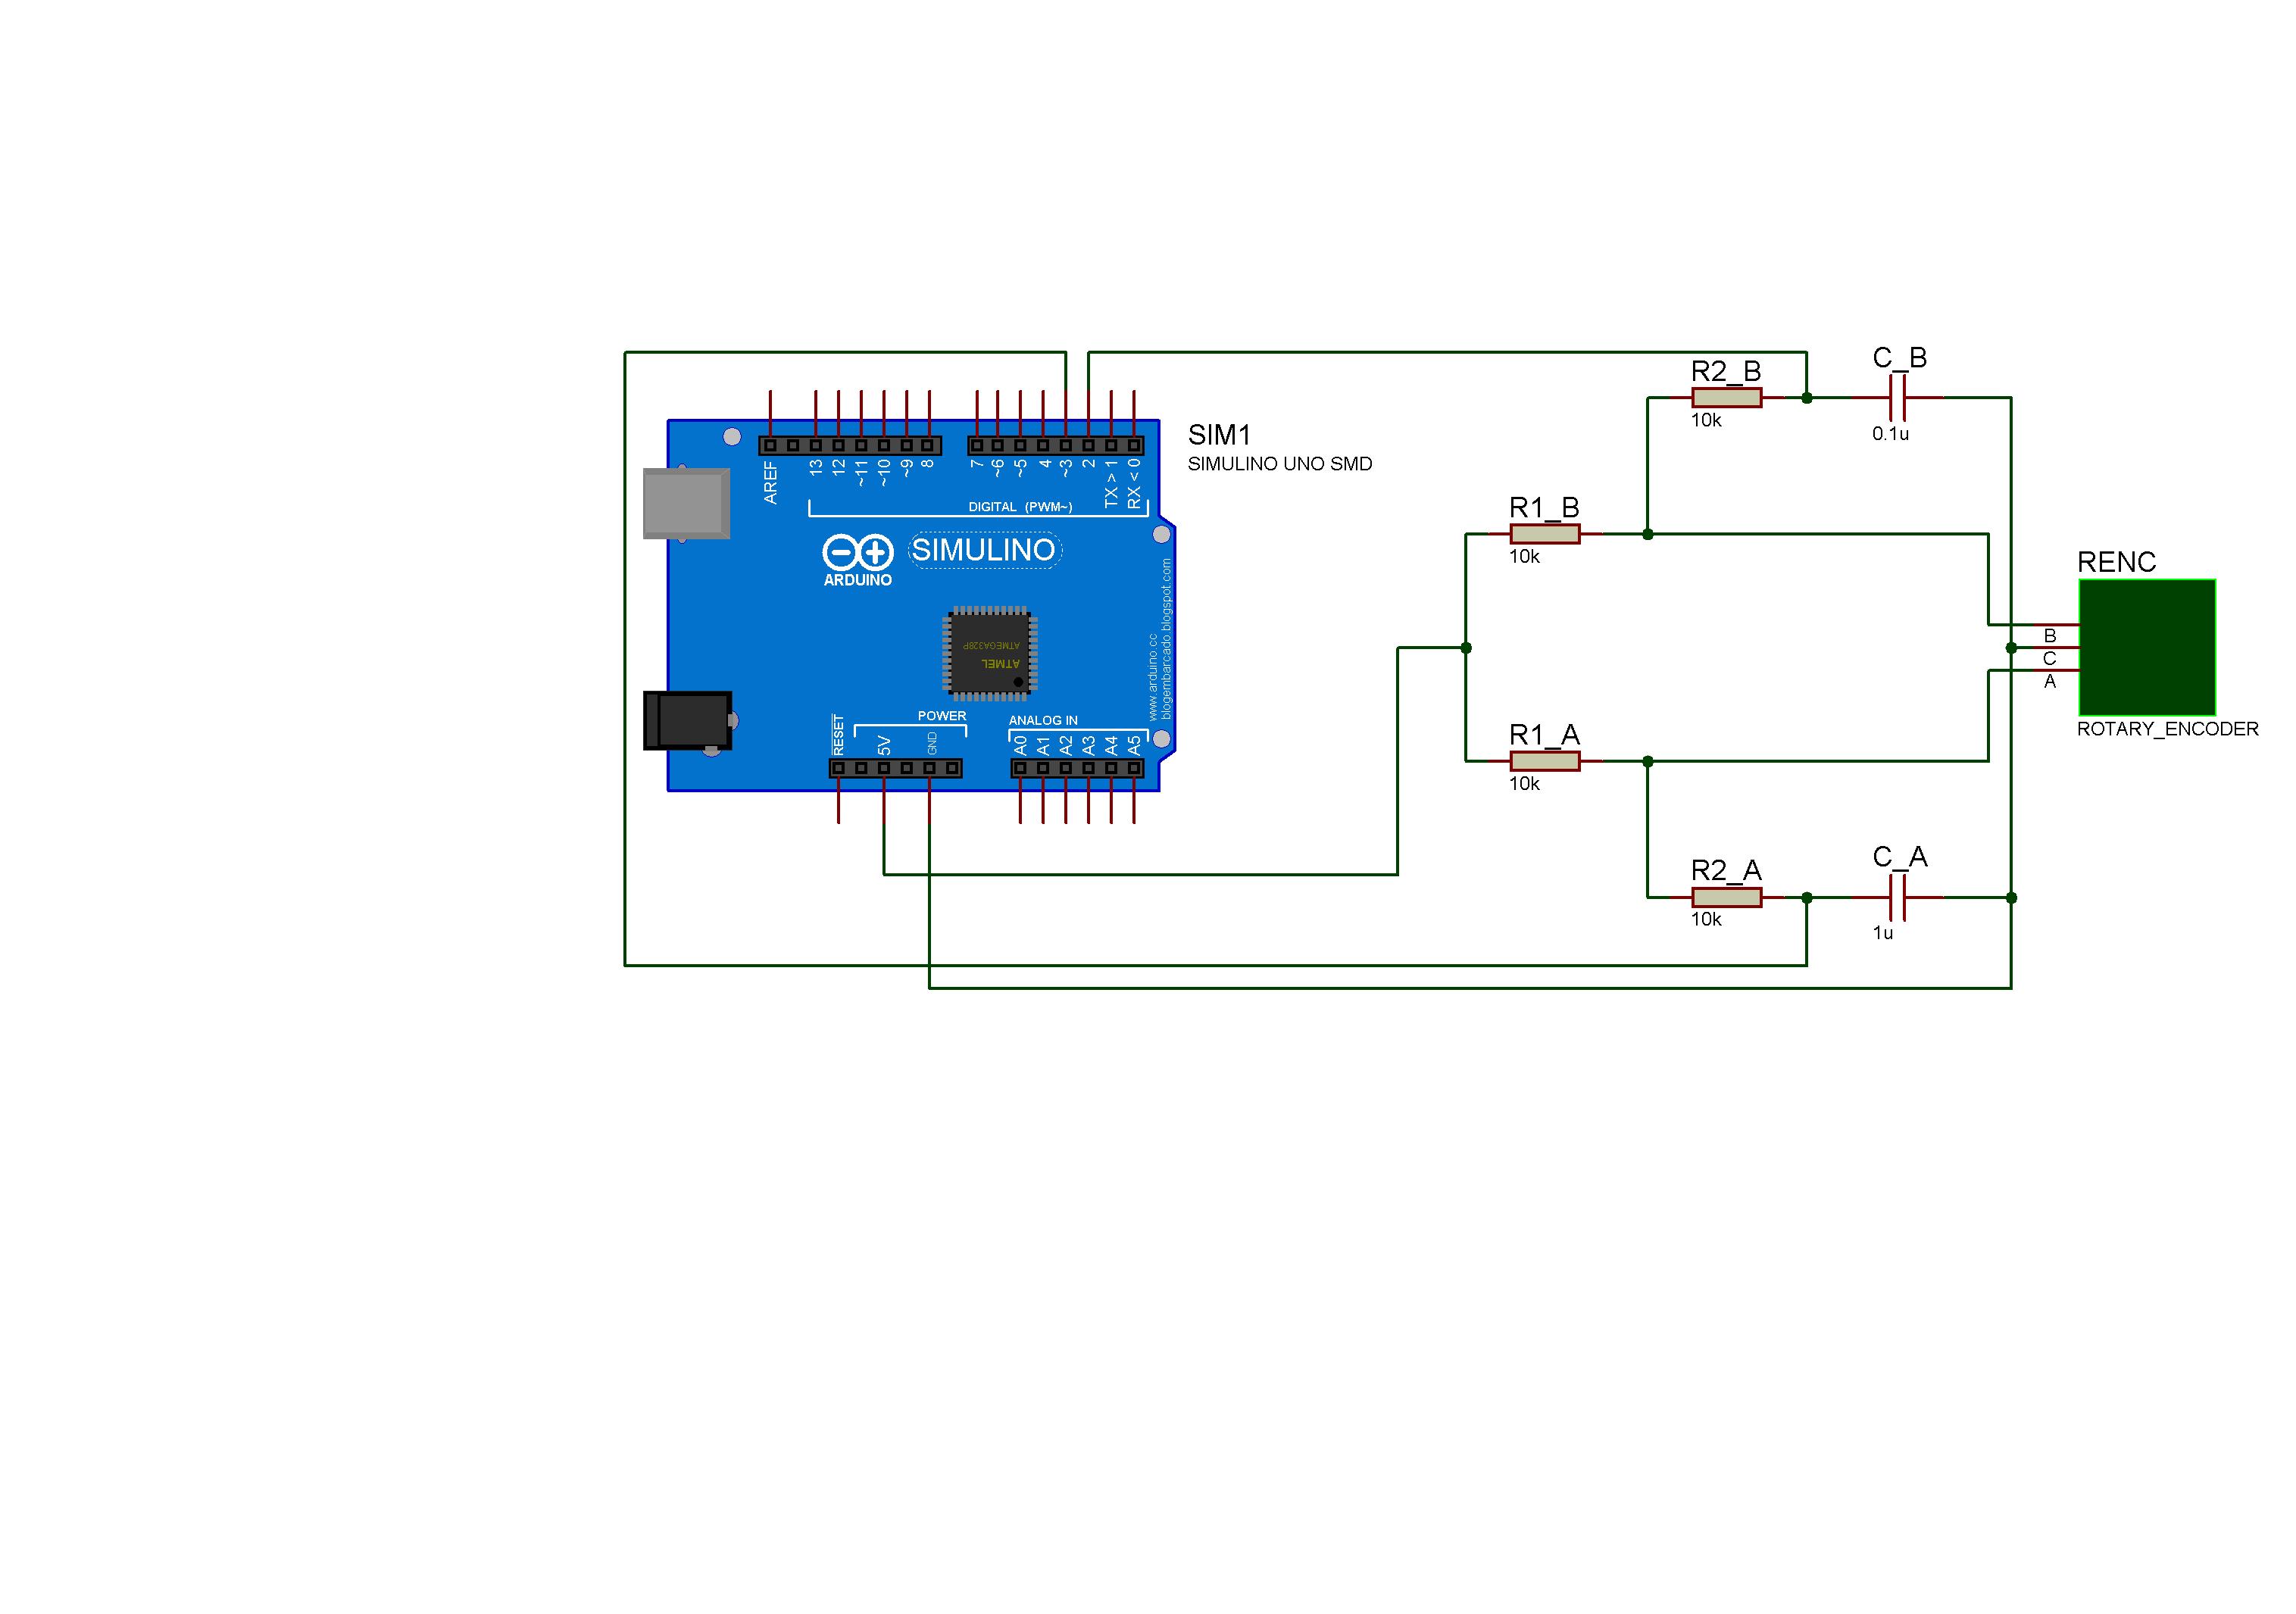 C_B
R2_B
10k
0.1u
SIM1
SIMULINO UNO SMD
AREF
13
12
~11
~10
~9
8
7
~6
~5
4
~3
2
TX > 1
RX < 0
DIGITAL (PWM~)
R1_B
10k
SIMULINO
ARDUINO
www.arduino.cc
blogembarcado.blogspot.com
ATMEGA328P
ATMEL
RENC
B
C
A
ROTARY_ENCODER
RESET
POWER
5V
GND
ANALOG IN
A0
A1
A2
A3
A4
A5
R1_A
10k
C_A
R2_A
10k
1u